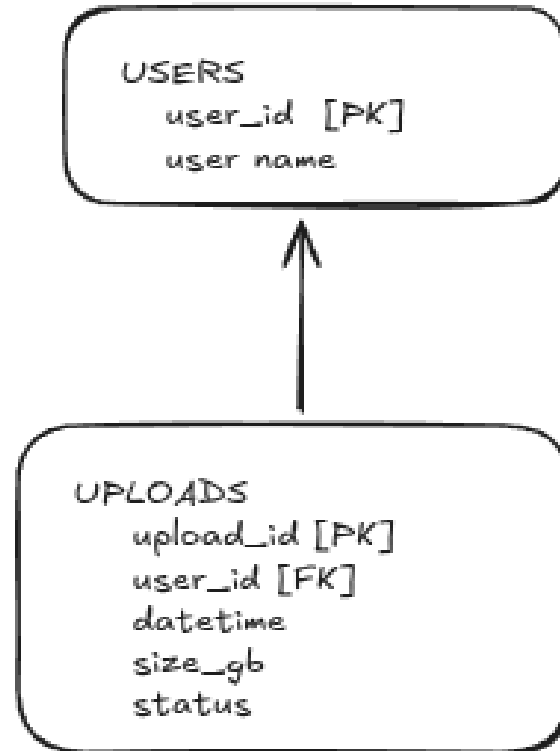 USERS
user_id [PK]
user name
UPLOADS
upload_id [PK]
user_id [FK]
datetime
size_gb
status